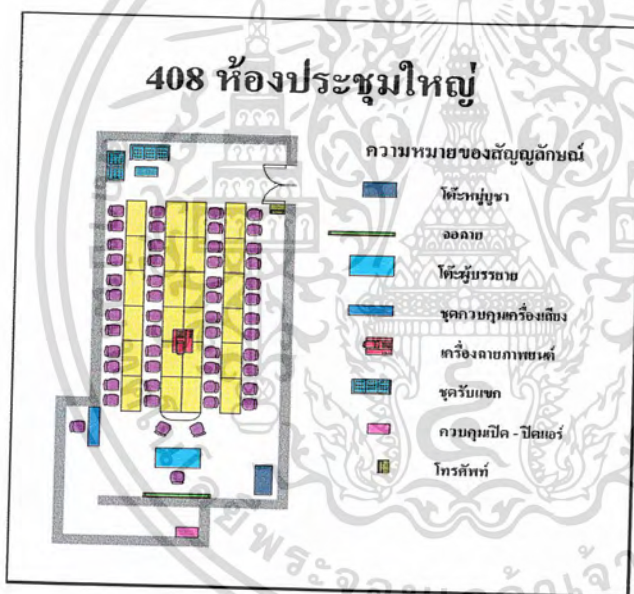 408 ห้องประชุมใหญ่
ความหมายของสัญญลักษณ์
โต๊ะหมู่บูชา
จอฉาย
โต๊ะผู้บรรยาย
ชุดควบคุมเครื่องเสียง
เครื่องฉายภาพยนต์
ชุดรับแขก
ควบคุมเปิด - ปิดแอร์
โทรศัพท์